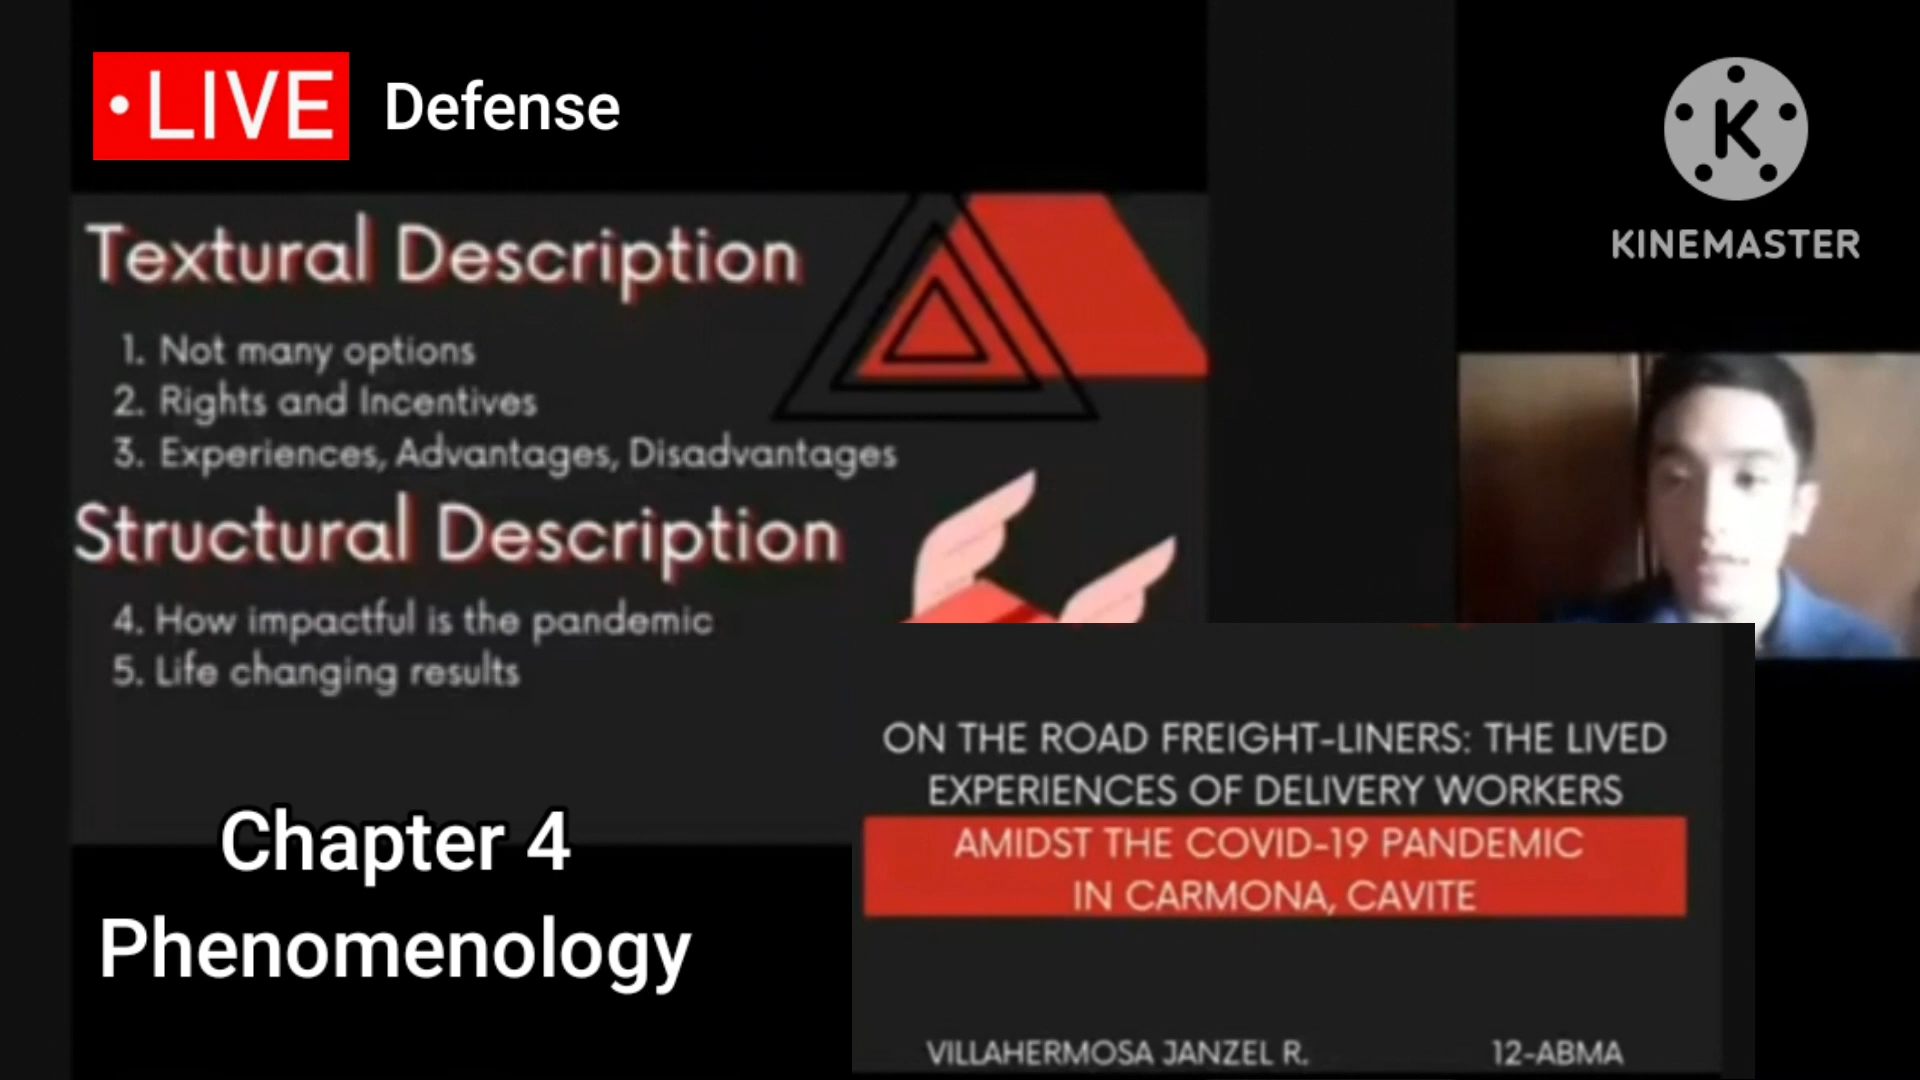 • LIVE Defense
K
KINEMASTER
Textural Description
1. Not many options
2. Rights and Incentives
3. Experiences, Advantages, Disadvantages
Structural Description
4. How impactful is the pandemic
5. Life changing results
Chapter 4
Phenomenology
ON THE ROAD FREIGHT-LINERS: THE LIVED
EXPERIENCES OF DELIVERY WORKERS
AMIDST THE COVID-19 PANDEMIC
IN CARMONA, CAVITE
VILLAHERMOSA JANZEL R. 12-ABMA